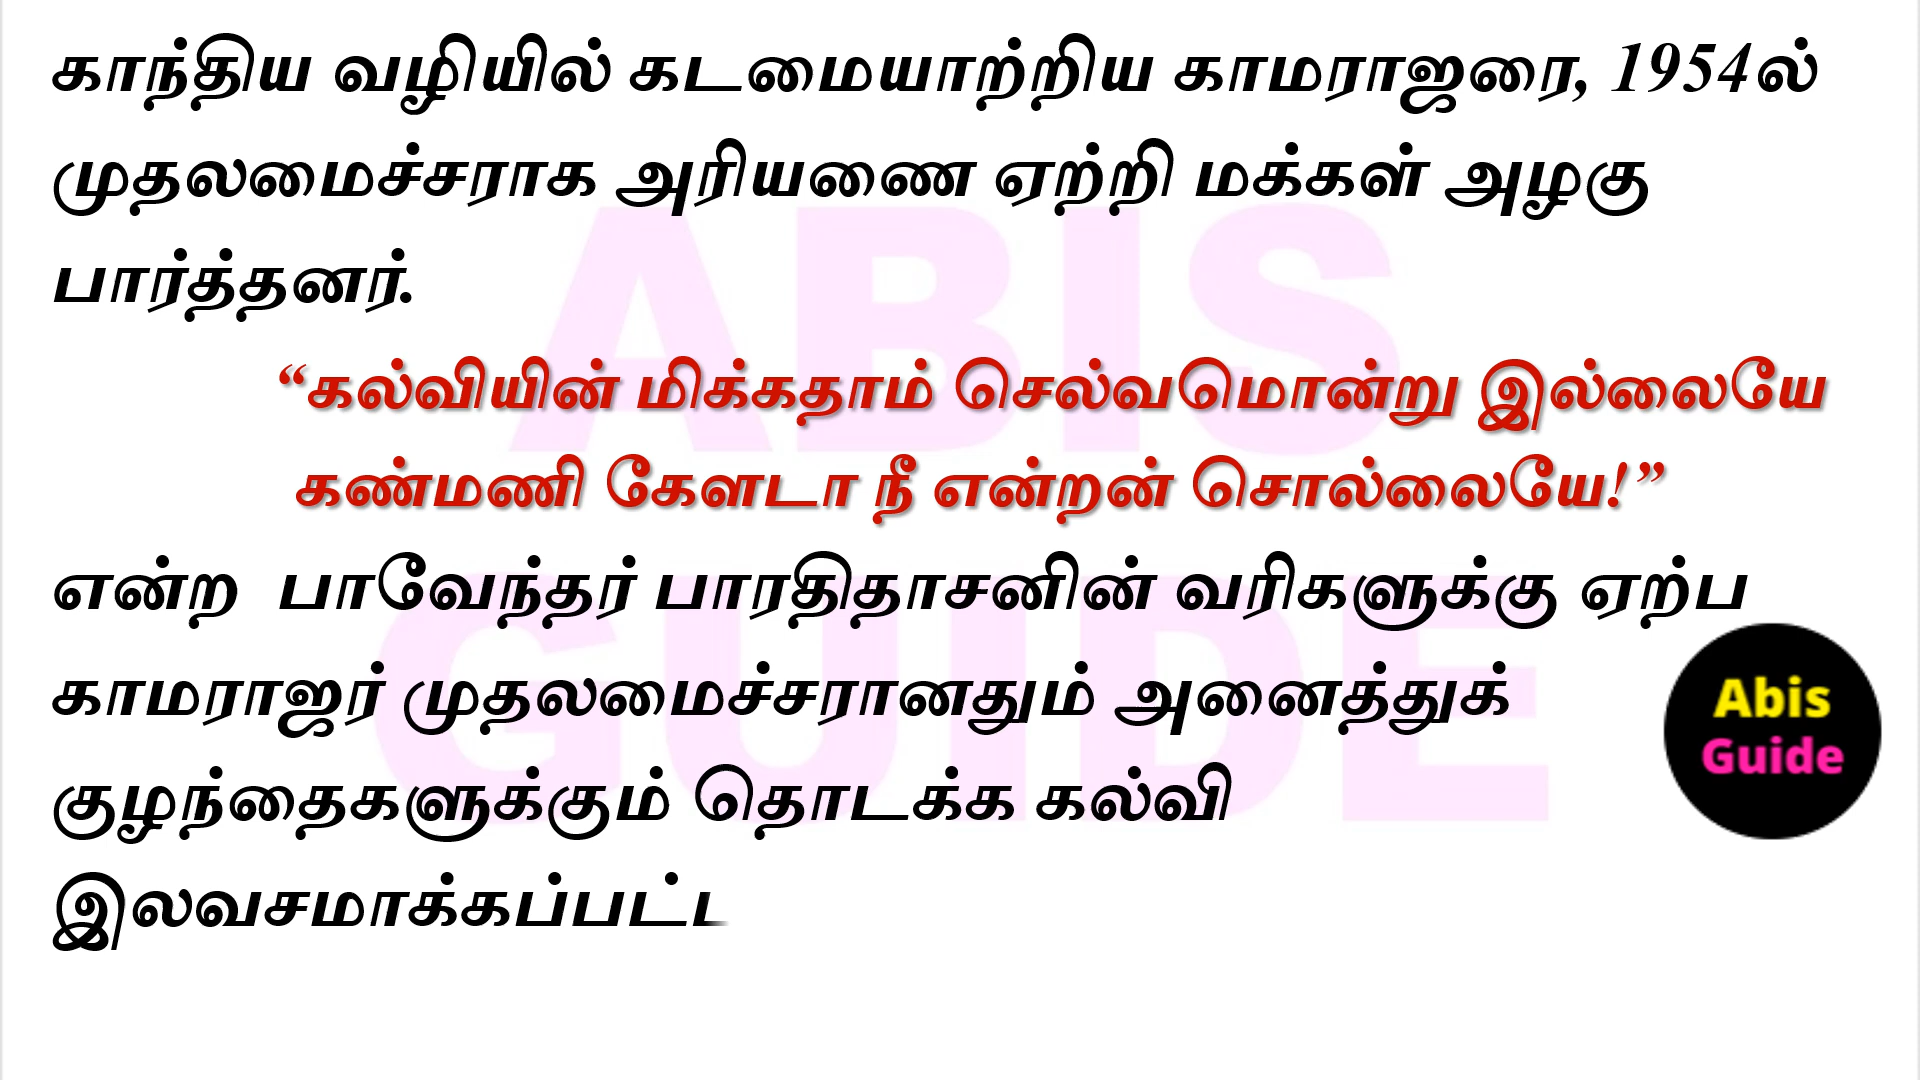 காந்திய வழியில் கடமையாற்றிய காமராஜரை, 1954ல்
முதலமைச்சராக அரியணை ஏற்றி மக்கள் அழகு
பார்த்தனர்.
“கல்வியின் மிக்கதாம் செல்வமொன்று இல்லையே
கண்மணி கேளடா நீ என்றன் சொல்லையே!”
என்ற பாவேந்தர் பாரதிதாசனின் வரிகளுக்கு ஏற்ப
காமராஜர் முதலமைச்சரானதும் அனைத்துக்
குழந்தைகளுக்கும் தொடக்க கல்வி
இலவசமாக்கப்பட்ட
ABIS
GUIDE
Abis
Guide